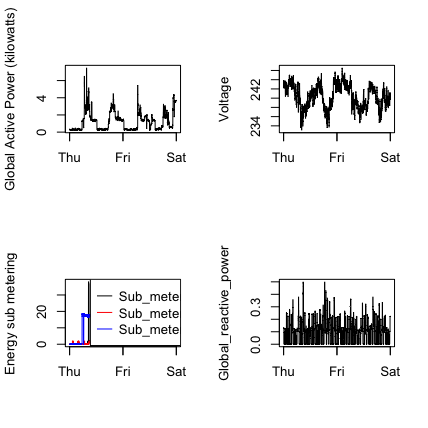 Global Active Power (kilowatts)
0 4
Thu Fri Sat
Voltage
234 242
Thu Fri Sat
Energy sub metering
0 20
Sub_mete
Sub_mete
Sub_mete
Thu Fri Sat
Global_reactive_power
0.0 0.3
Thu Fri Sat